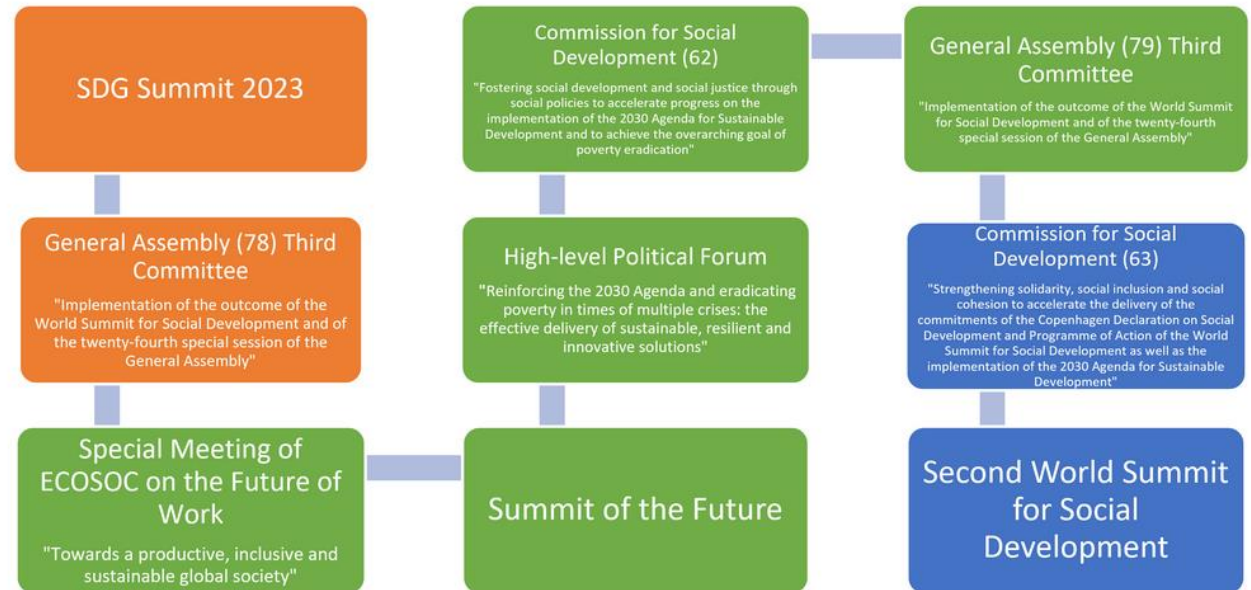 SDG Summit 2023
General Assembly (78) Third
Committee
"Implementation of the outcome of the
World Summit for Social Development and of
the twenty-fourth special session of the
General Assembly"
Special Meeting of
ECOSOC on the Future of
Work
"Towards a productive, inclusive and
sustainable global society"
Summit of the Future
High-level Political Forum
"Reinforcing the 2030 Agenda and eradicating
poverty in times of multiple crises: the
effective delivery of sustainable, resilient and
innovative solutions"
Commission for Social
Development (62)
"Fostering social development and social justice through
social policies to accelerate progress on the
implementation of the 2030 Agenda for Sustainable
Development and to achieve the overarching goal of
poverty eradication"
General Assembly (79) Third
Committee
"Implementation of the outcome of the World Summit
for Social Development and of the twenty-fourth
special session of the General Assembly"
Commission for Social
Development (63)
"Strengthening solidarity, social inclusion and social
cohesion to accelerate the delivery of the
commitments of the Copenhagen Declaration on Social
Development and Programme of Action of the World
Summit for Social Development as well as the
implementation of the 2030 Agenda for Sustainable
Development"
Second World Summit
for Social
Development